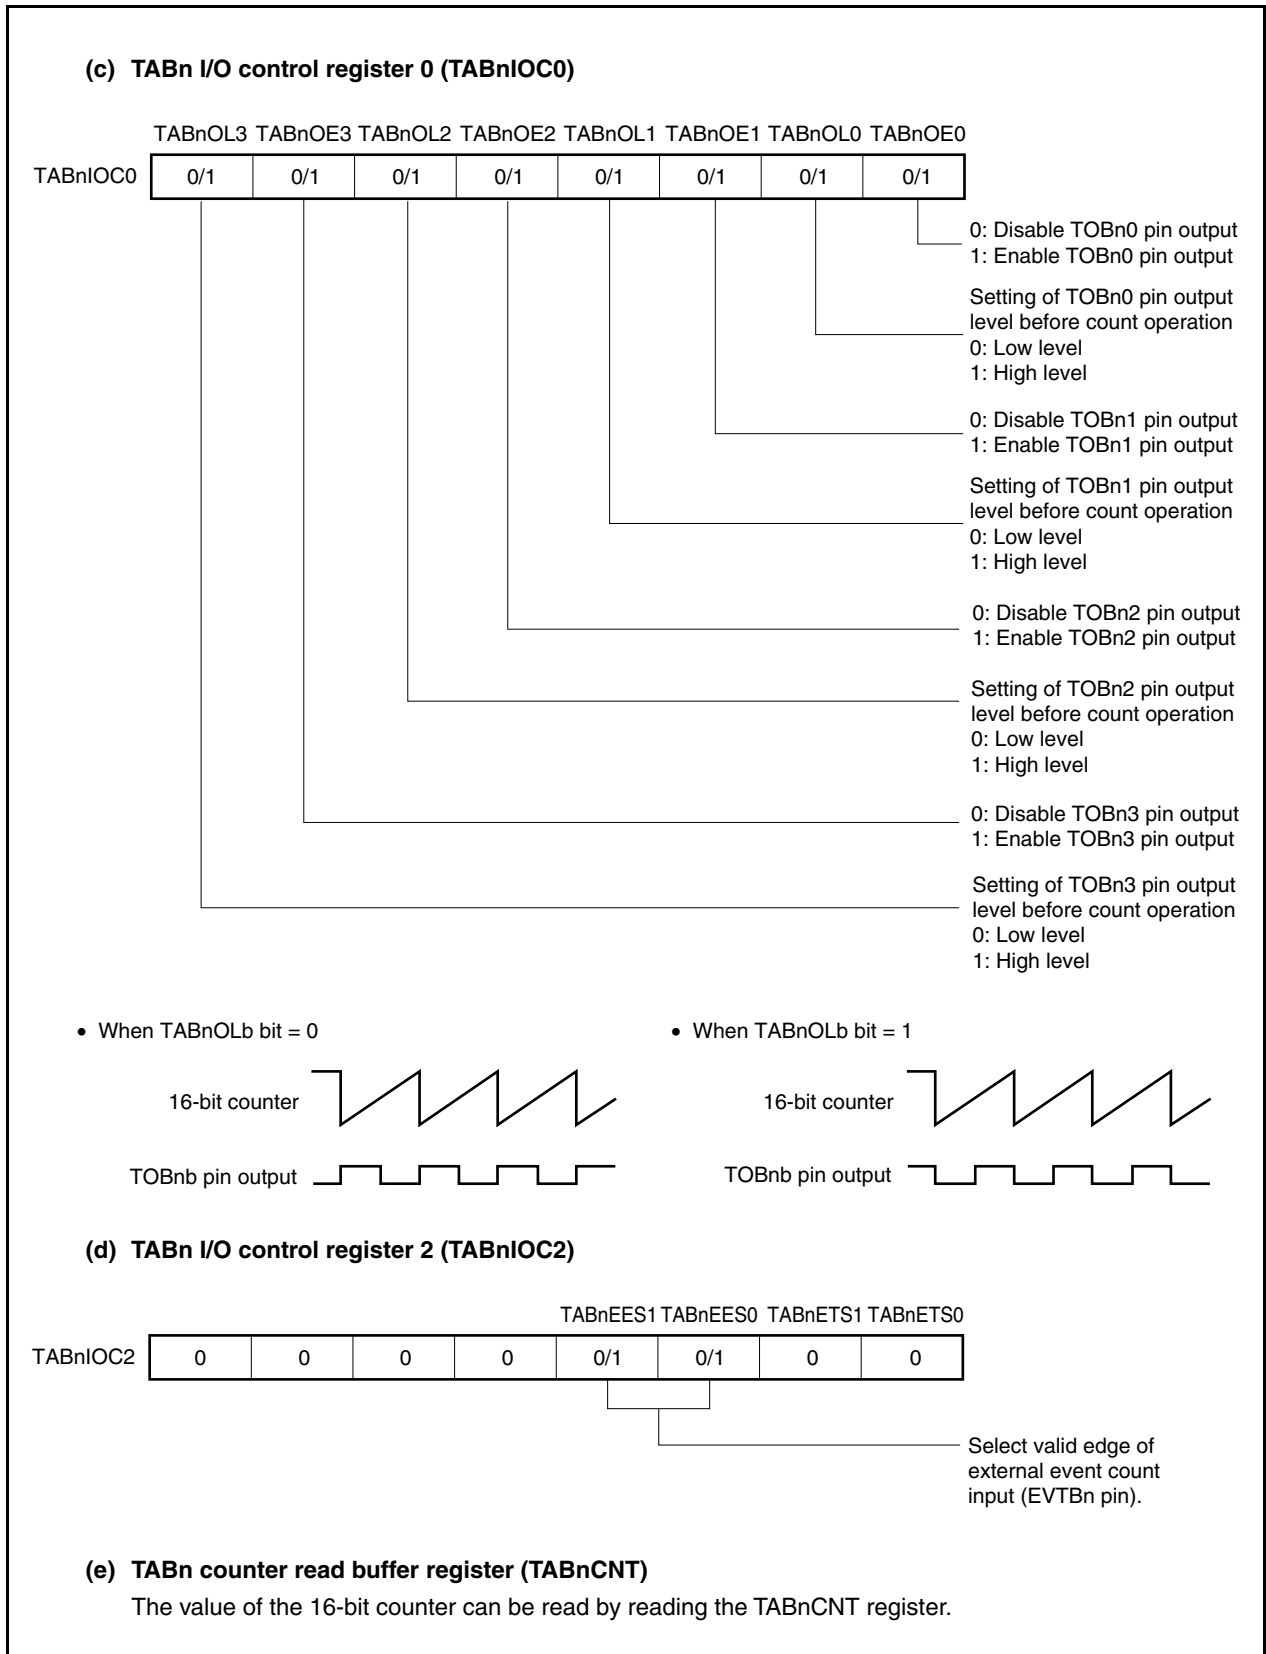 (c) TABn I/O control register 0 (TABnIOC0)
TABnOL3 TABnOE3 TABnOL2 TABnOE2 TABnOL1 TABnOE1 TABnOL0 TABnOE0
TABnIOC0 0/1 0/1 0/1 0/1 0/1 0/1 0/1 0/1
0: Disable TOBn0 pin output
1: Enable TOBn0 pin output
Setting of TOBn0 pin output
level before count operation
0: Low level
1: High level
0: Disable TOBn1 pin output
1: Enable TOBn1 pin output
Setting of TOBn1 pin output
level before count operation
0: Low level
1: High level
0: Disable TOBn2 pin output
1: Enable TOBn2 pin output
Setting of TOBn2 pin output
level before count operation
0: Low level
1: High level
0: Disable TOBn3 pin output
1: Enable TOBn3 pin output
Setting of TOBn3 pin output
level before count operation
0: Low level
1: High level
• When TABnOLb bit = 0
16-bit counter
TOBnb pin output
• When TABnOLb bit = 1
16-bit counter
TOBnb pin output
(d) TABn I/O control register 2 (TABnIOC2)
TABnEES1 TABnEES0 TABnETS1 TABnETS0
TABnIOC2 0 0 0 0 0/1 0/1 0 0
Select valid edge of
external event count
input (EVTBn pin).
(e) TABn counter read buffer register (TABnCNT)
The value of the 16-bit counter can be read by reading the TABnCNT register.